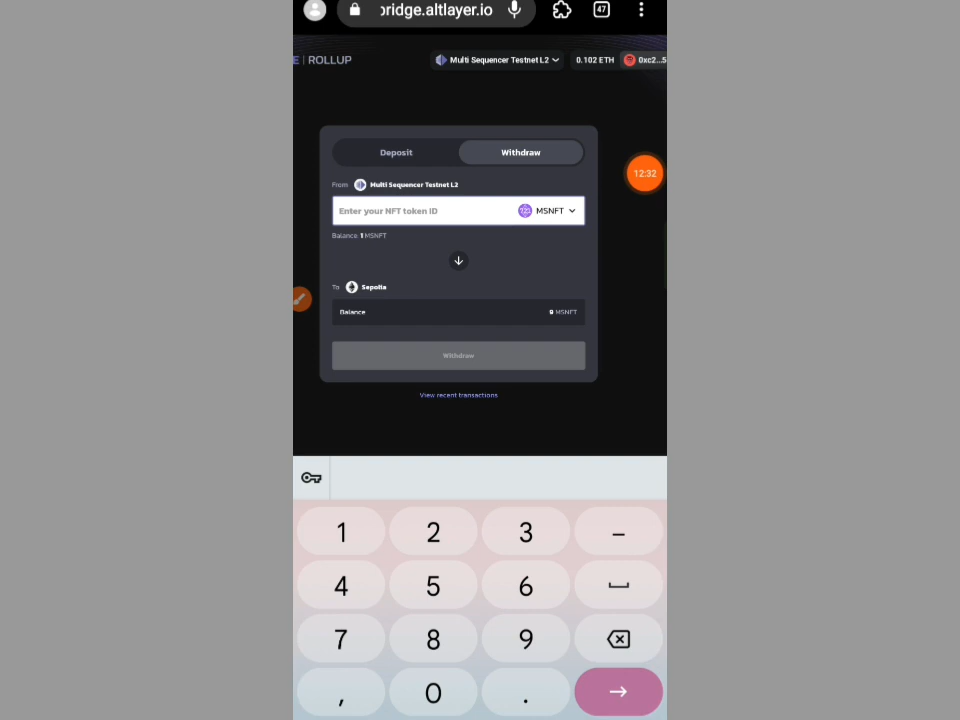 bridge.altlayer.io
47
E | ROLLUP
Multi Sequencer Testnet L2
0.102 ETH
0xc2...5
Deposit
Withdraw
12:32
From
Multi Sequencer Testnet L2
Enter your NFT token ID
721
MSNFT
Balance 1 MSNFT
To
Sepolia
Balance
0 MSNFT
Withdraw
View recent transactions
1 2 3 –
4 5 6
7 8 9
, 0 .